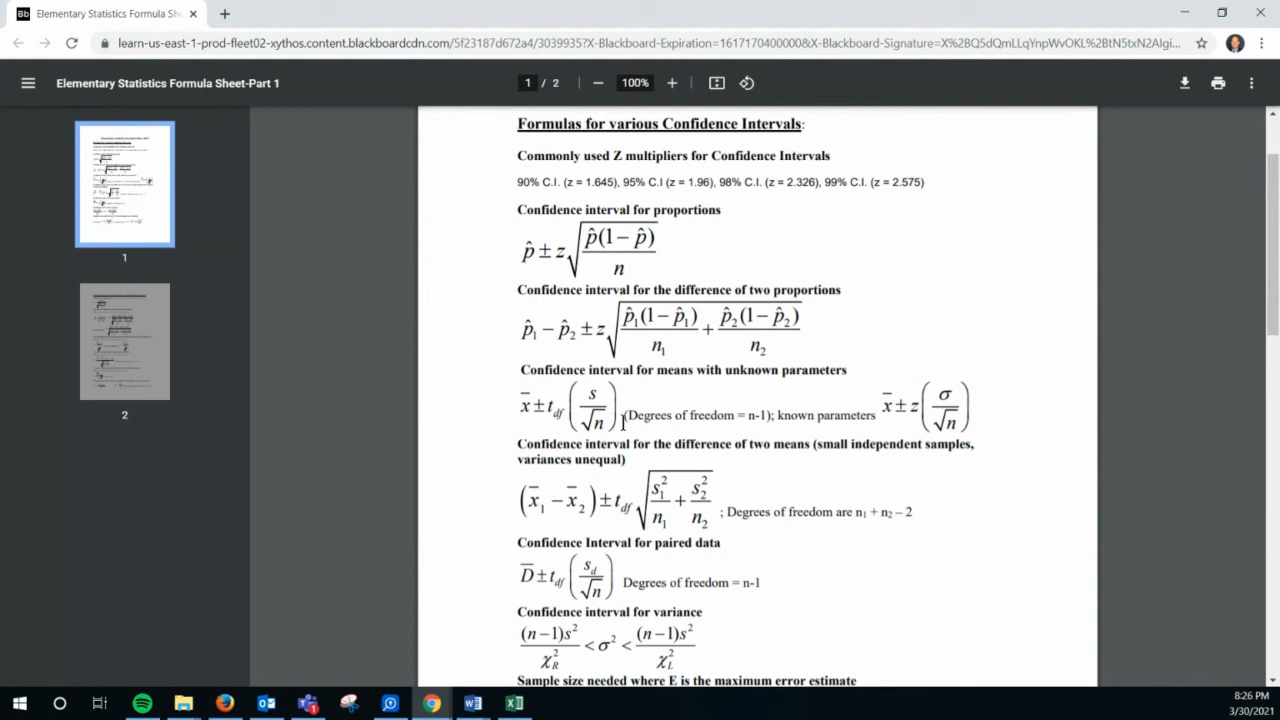 Elementary Statistics Formula Sh
learn-us-east-1-prod-fleet02-xythos.content.blackboardcdn.com/5f23187d672a4/3039935?X-Blackboard-Expiration=1617170400000&X-Blackboard-Signature=X%2BQ5dQmLLqYnpWvOKL%2BtN5txN2AIgi...
Elementary Statistics Formula Sheet-Part 1
1 / 2
100%
1
2
Formulas for various Confidence Intervals:
Commonly used Z multipliers for Confidence Intervals
90% C.I. (z = 1.645), 95% C.I (z = 1.96), 98% C.I. (z = 2.326), 99% C.I. (z = 2.575)
Confidence interval for proportions
p̂ ± z √(p̂(1 − p̂) / n)
Confidence interval for the difference of two proportions
p̂₁ − p̂₂ ± z √(p̂₁(1 − p̂₁) / n₁ + p̂₂(1 − p̂₂) / n₂)
Confidence interval for means with unknown parameters
x̄ ± t_df (s / √n) (Degrees of freedom = n-1); known parameters x̄ ± z (σ / √n)
Confidence interval for the difference of two means (small independent samples,
variances unequal)
(x̄₁ − x̄₂) ± t_df √(s₁² / n₁ + s₂² / n₂) ; Degrees of freedom are n₁ + n₂ – 2
Confidence Interval for paired data
D̄ ± t_df (s_d / √n) Degrees of freedom = n-1
Confidence interval for variance
(n − 1)s² / χ²_R < σ² < (n − 1)s² / χ²_L
Sample size needed where E is the maximum error estimate
8:26 PM
3/30/2021